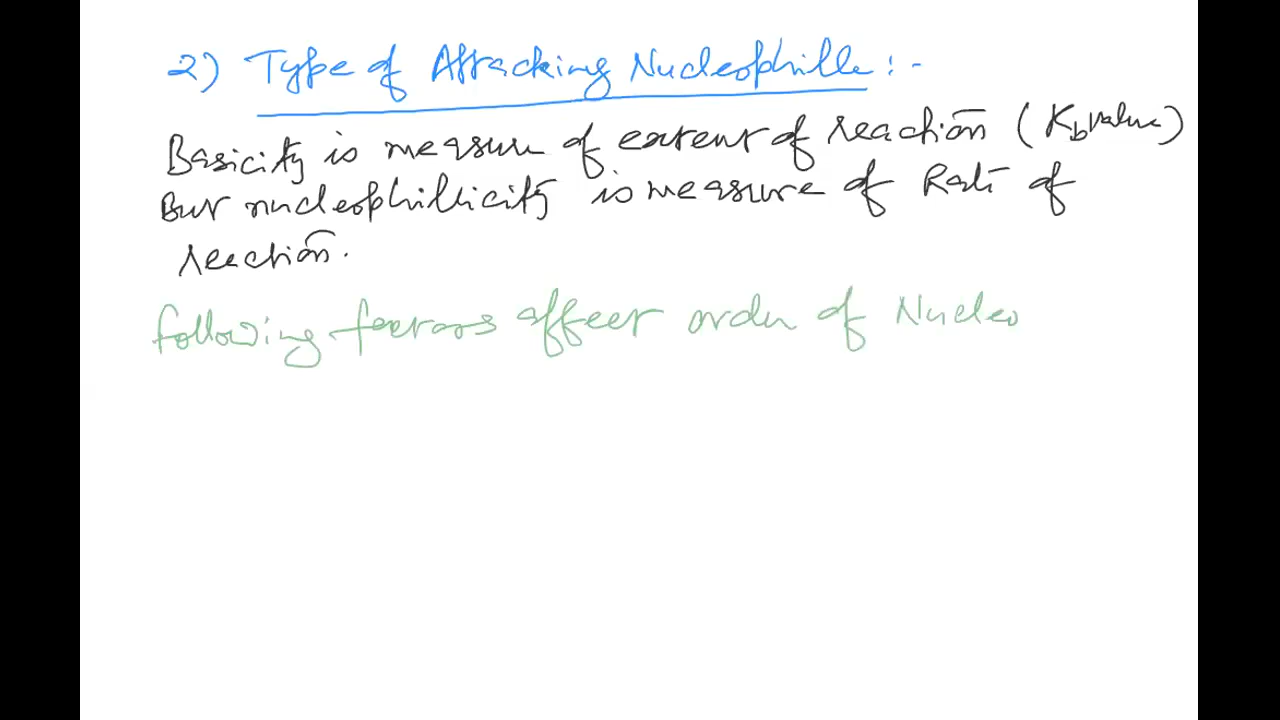 2) Type of Attacking Nucleophille :-
Basicity is measure of extent of reaction (Kb value)
But nucleophillicity is measure of Rate of
reaction.
following factors affect order of Nucleo